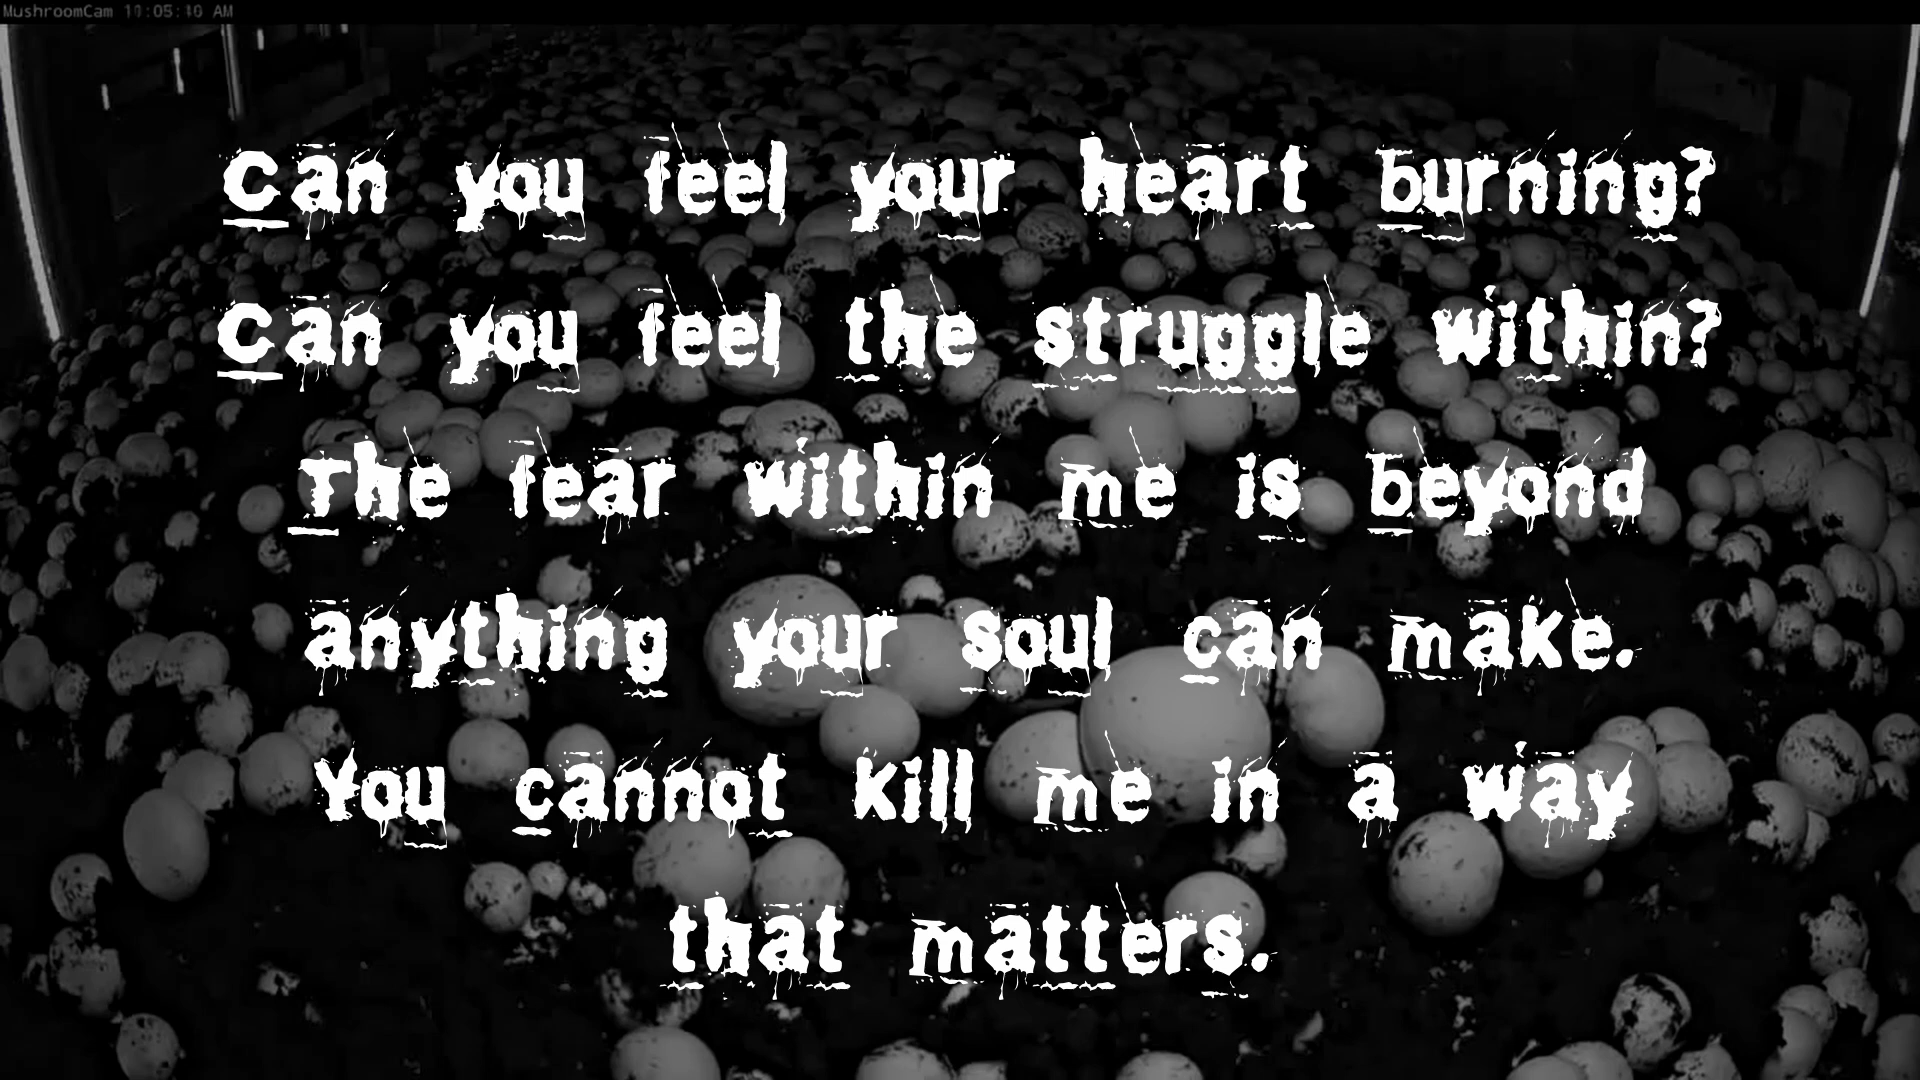 MushroomCam 11:05:10 AM
Can you feel your heart burning?
Can you feel the struggle within?
The fear within me is beyond
anything your soul can make.
You cannot kill me in a way
that matters.